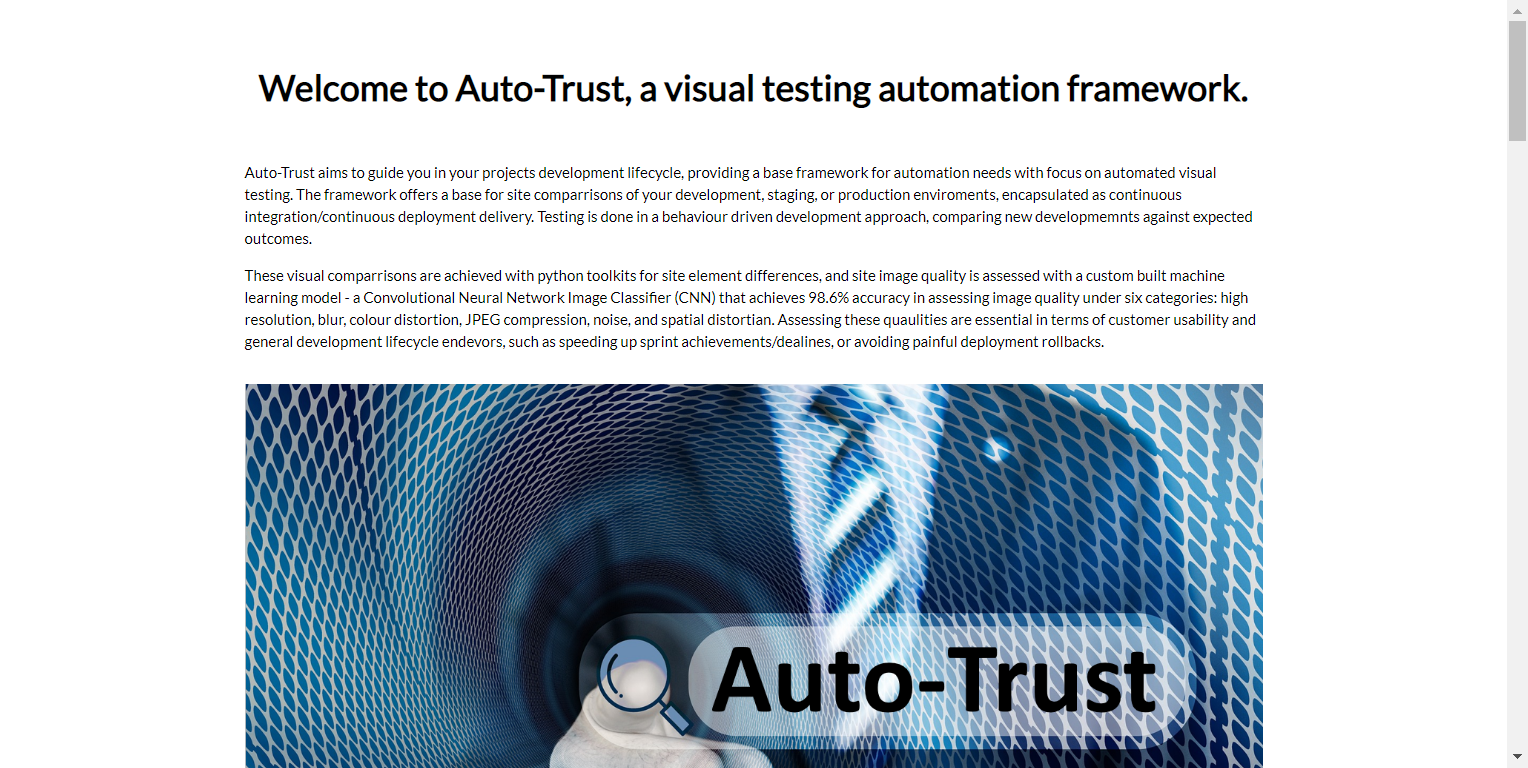 Welcome to Auto-Trust, a visual testing automation framework.
Auto-Trust aims to guide you in your projects development lifecycle, providing a base framework for automation needs with focus on automated visual
testing. The framework offers a base for site comparrisons of your development, staging, or production enviroments, encapsulated as continuous
integration/continuous deployment delivery. Testing is done in a behaviour driven development approach, comparing new developmemnts against expected
outcomes.
These visual comparrisons are achieved with python toolkits for site element differences, and site image quality is assessed with a custom built machine
learning model - a Convolutional Neural Network Image Classifier (CNN) that achieves 98.6% accuracy in assessing image quality under six categories: high
resolution, blur, colour distortion, JPEG compression, noise, and spatial distortian. Assessing these quaulities are essential in terms of customer usability and
general development lifecycle endevors, such as speeding up sprint achievements/dealines, or avoiding painful deployment rollbacks.
Auto-Trust